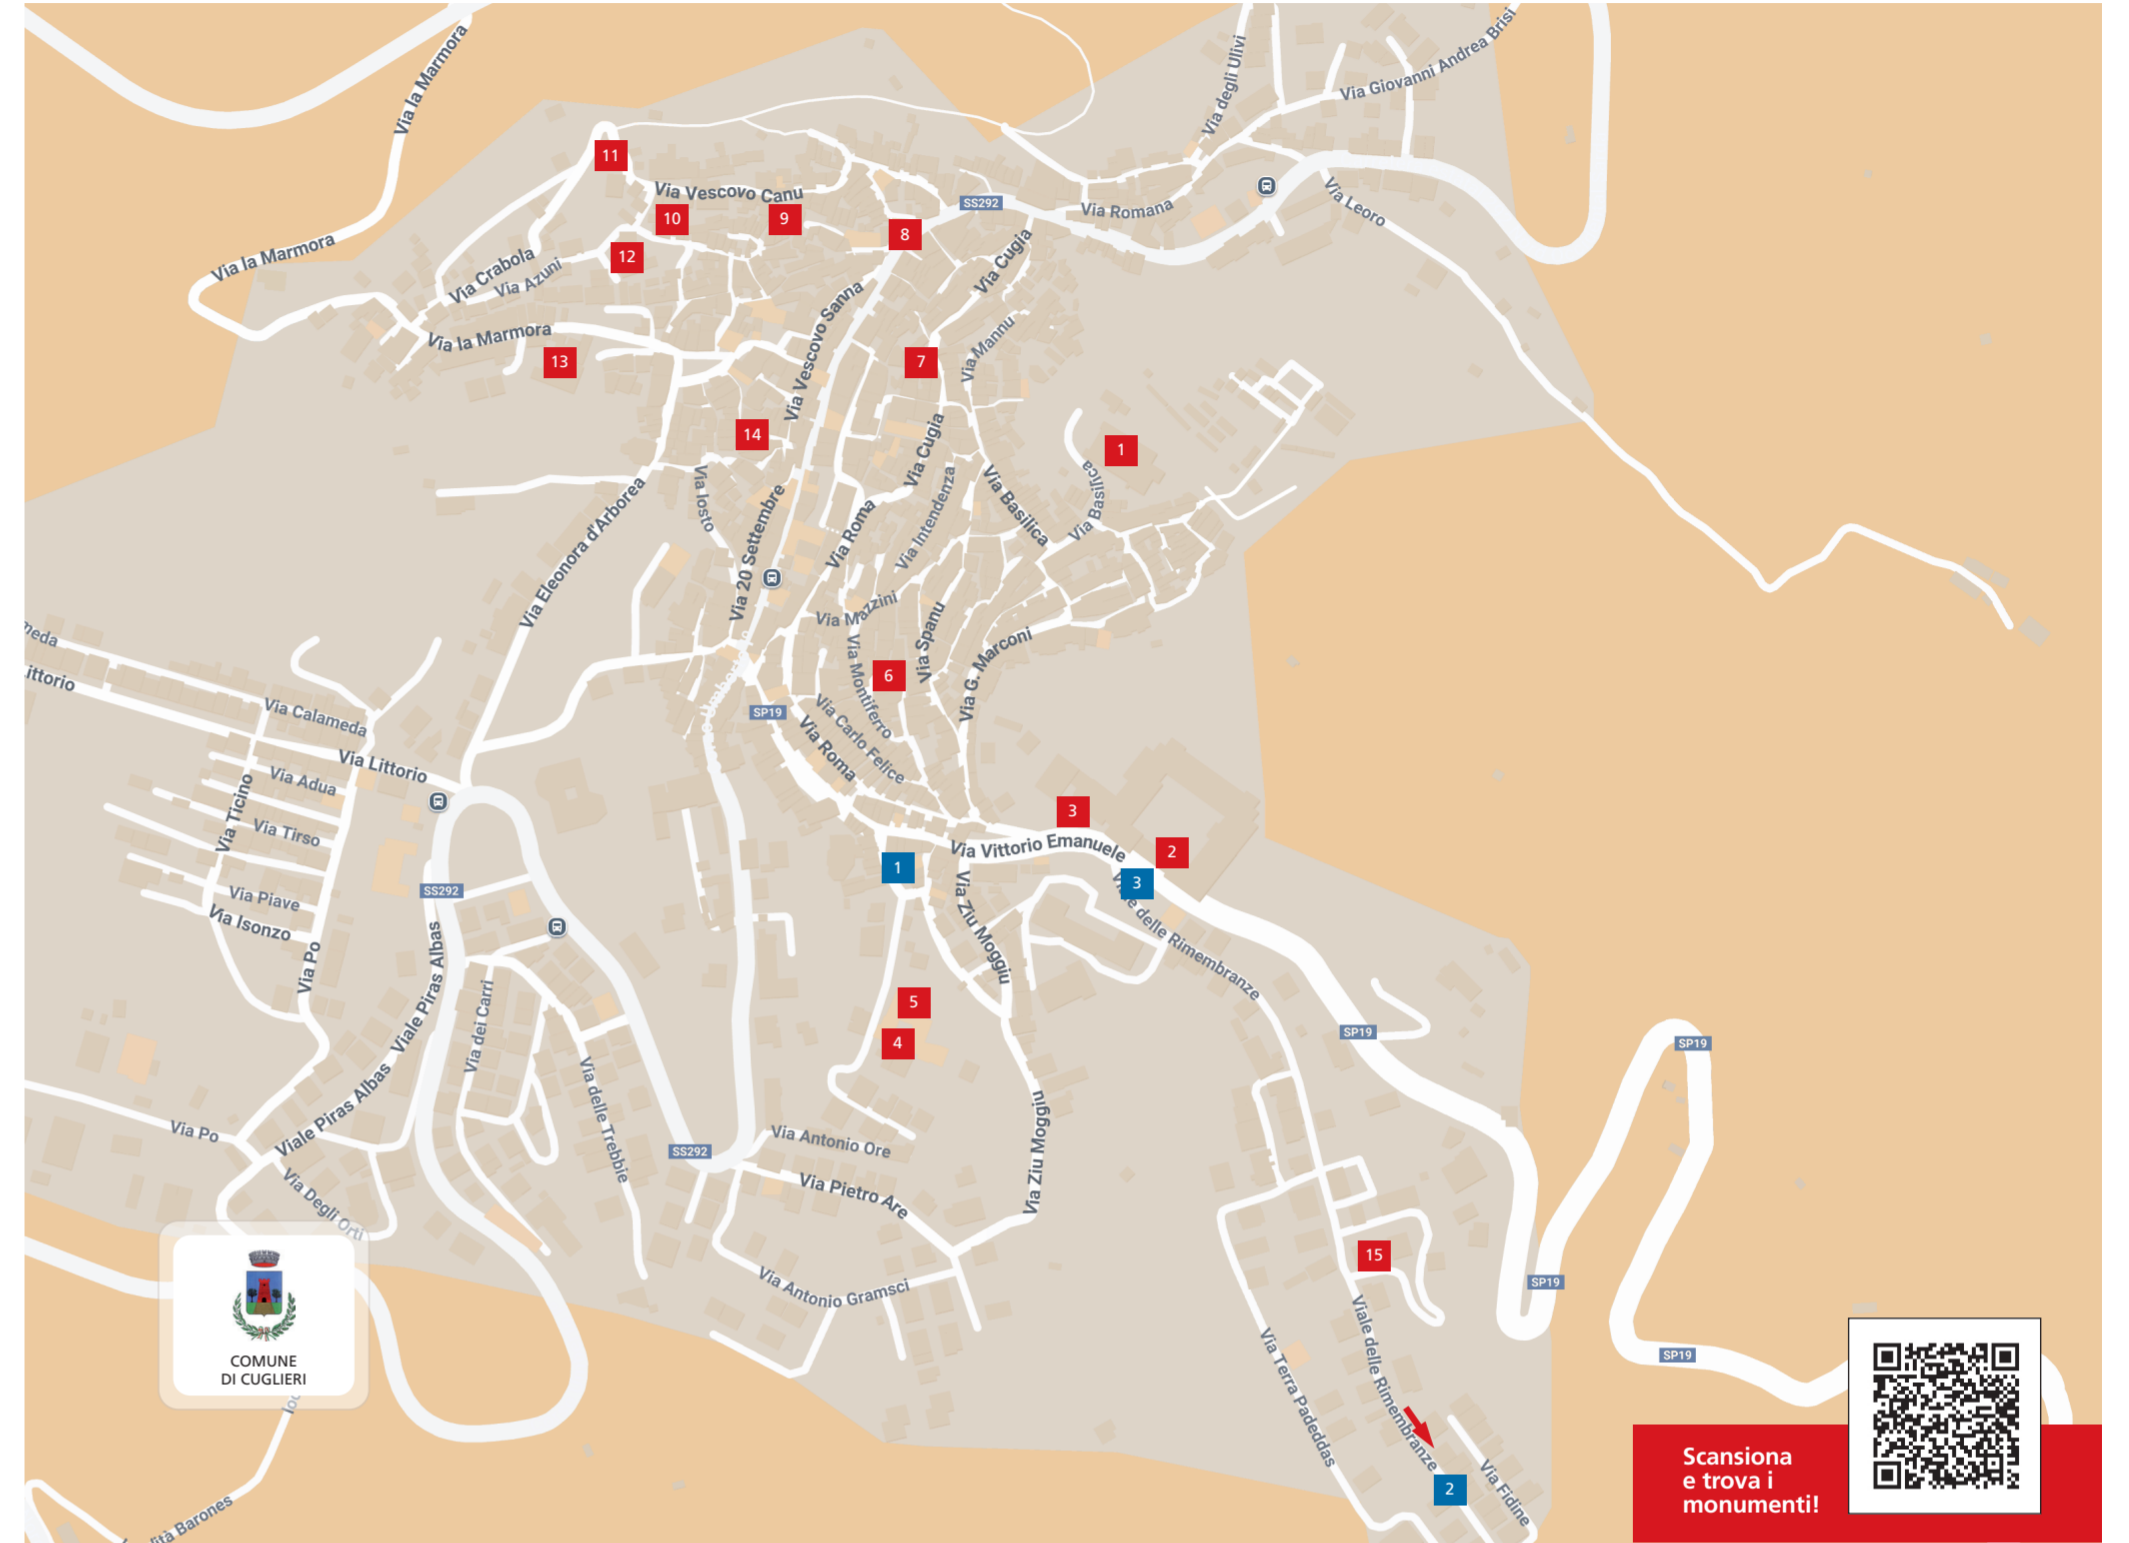 Via la Marmora
Via degli Ulivi
Via Giovanni Andrea Brisi
11
Via Vescovo Canu
10
9
8
SS292
Via Romana
Via Leoro
12
Via la Marmora
Via Crabola
Via Azuni
Via Cugia
Via la Marmora
13
Via Vescovo Sanna
7
Via Mannu
14
Via Cugia
1
Via Basilica
Via Basilica
Via Iosto
Via Eleonora d'Arborea
Via 20 Settembre
Via Roma
Via Intendenza
Via Mazzini
Via Spanu
Via G. Marconi
Via Montiferro
6
meda
ittorio
Via Calameda
SP19
Via Carlo Felice
Via Roma
Via Littorio
Via Adua
Via Ticino
Via Tirso
3
Via Vittorio Emanuele
2
1
3
SS292
Via Piave
Via Isonzo
Via Po
Viale Piras Albas
Via Ziu Moggiu
Viale delle Rimembranze
Via dei Carri
5
4
SP19
SP19
Viale Piras Albas
Via Po
Via delle Trebbie
SS292
Via Antonio Ore
Via Ziu Moggiu
Via Pietro Are
Via Degli Orti
15
SP19
Via Antonio Gramsci
COMUNE
DI CUGLIERI
Viale delle Rimembranze
Via Terra Padeddas
SP19
2
Via Fidine
ità Barones
Scansiona
e trova i
monumenti!